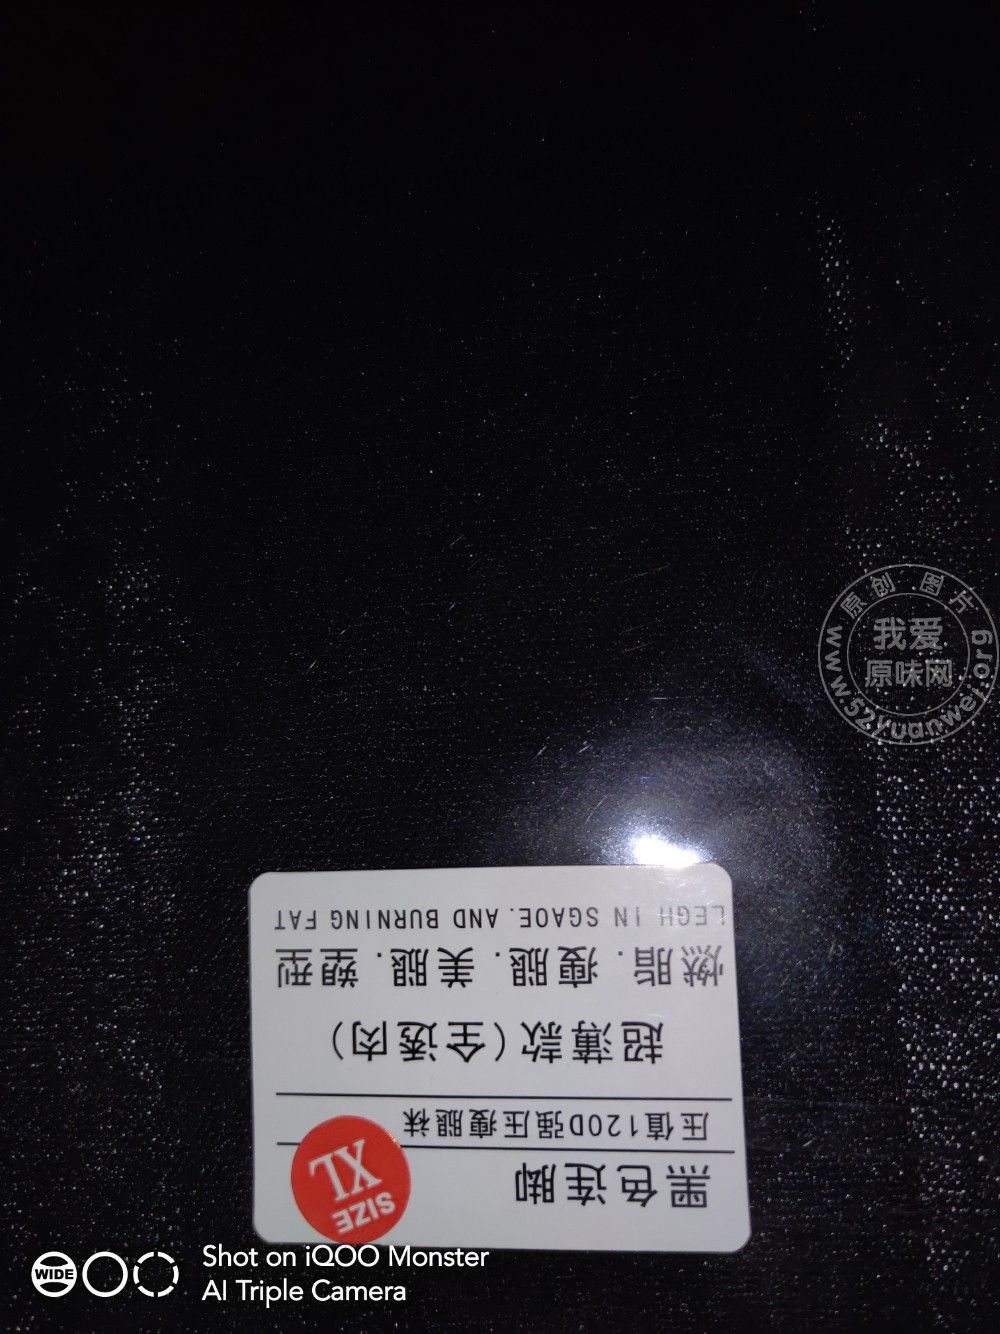 黑色连脚
压值120D强压瘦腿袜
超薄款(全透肉)
燃脂.瘦腿.美腿.塑型
LEGH IN SGAOE.AND BURNING FAT
SIZE
XL
原创 图片
我爱
原味网
www.52yuanwei.org
WIDE
Shot on iQOO Monster
AI Triple Camera